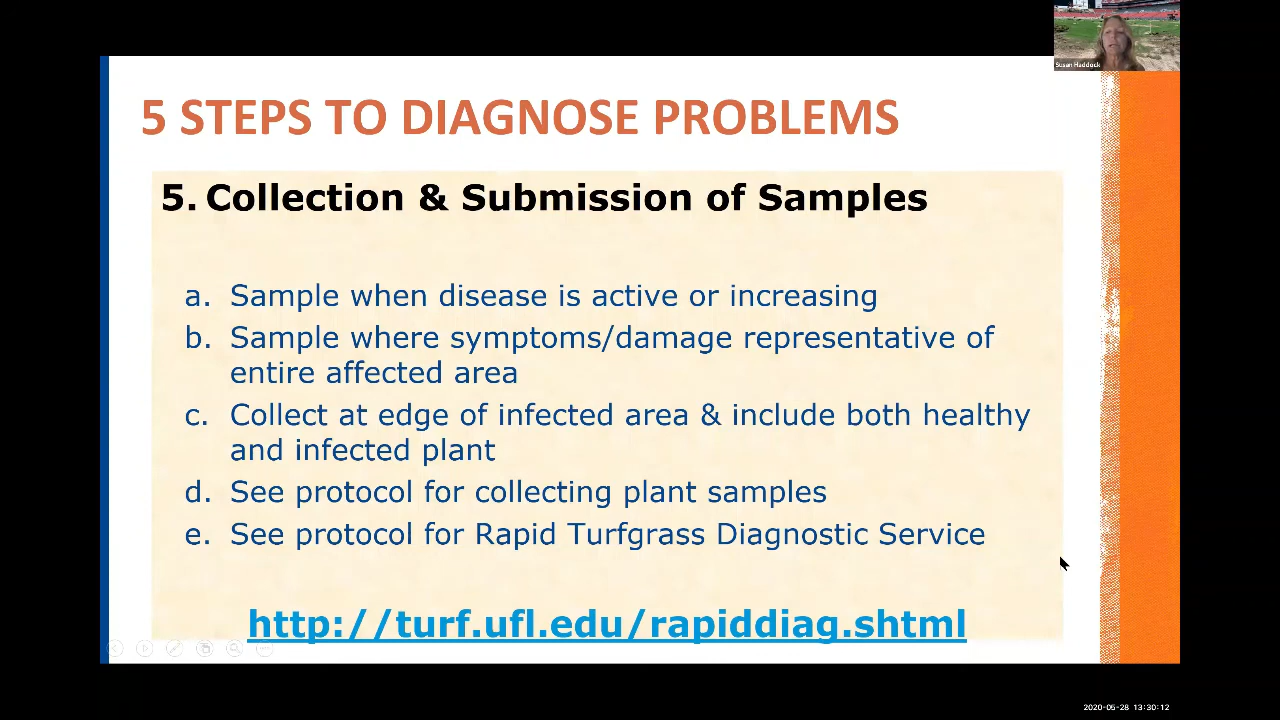 Susan Haddock
5 STEPS TO DIAGNOSE PROBLEMS
5. Collection & Submission of Samples
a. Sample when disease is active or increasing
b. Sample where symptoms/damage representative of
entire affected area
c. Collect at edge of infected area & include both healthy
and infected plant
d. See protocol for collecting plant samples
e. See protocol for Rapid Turfgrass Diagnostic Service
http://turf.ufl.edu/rapiddiag.shtml
2020-05-28 13:30:12